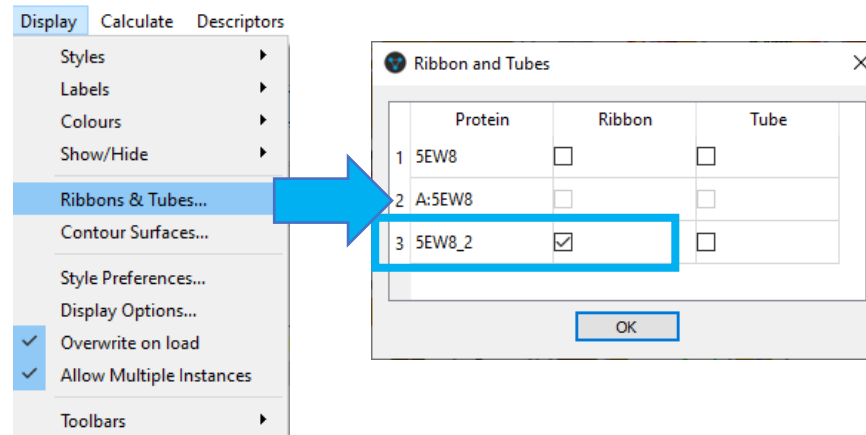 Display Calculate Descriptors
Styles
Labels
Colours
Show/Hide
Ribbons & Tubes...
Contour Surfaces...
Style Preferences...
Display Options...
Overwrite on load
Allow Multiple Instances
Toolbars
Ribbon and Tubes
Protein Ribbon Tube
1 5EW8
2 A:5EW8
3 5EW8_2
OK